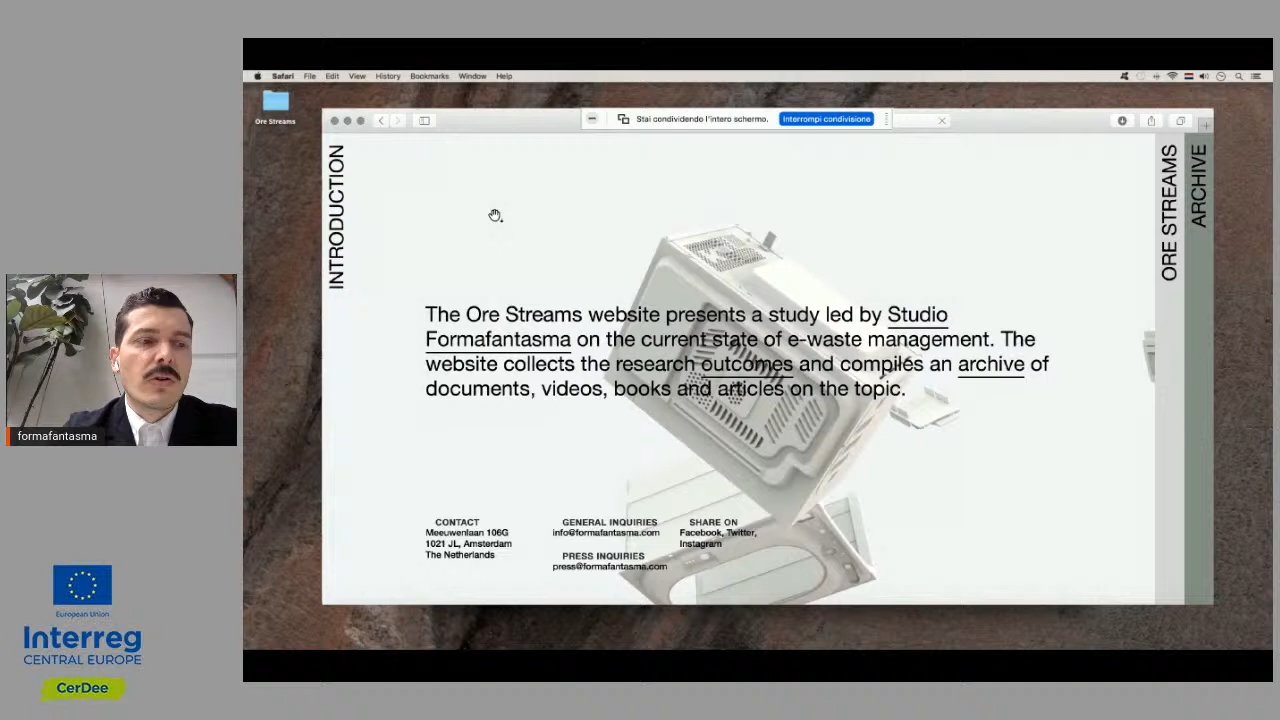 Safari File Edit View History Bookmarks Window Help
Ore Streams
Stai condividendo l'intero schermo. Interrompi condivisione
INTRODUCTION
ORE STREAMS
ARCHIVE
The Ore Streams website presents a study led by Studio
Formafantasma on the current state of e-waste management. The
website collects the research outcomes and compiles an archive of
documents, videos, books and articles on the topic.
CONTACT
Meeuwenlaan 106G
1021 JL, Amsterdam
The Netherlands
GENERAL INQUIRIES
info@formafantasma.com
PRESS INQUIRIES
press@formafantasma.com
SHARE ON
Facebook, Twitter,
Instagram
formafantasma
European Union
Interreg
CENTRAL EUROPE
CerDee